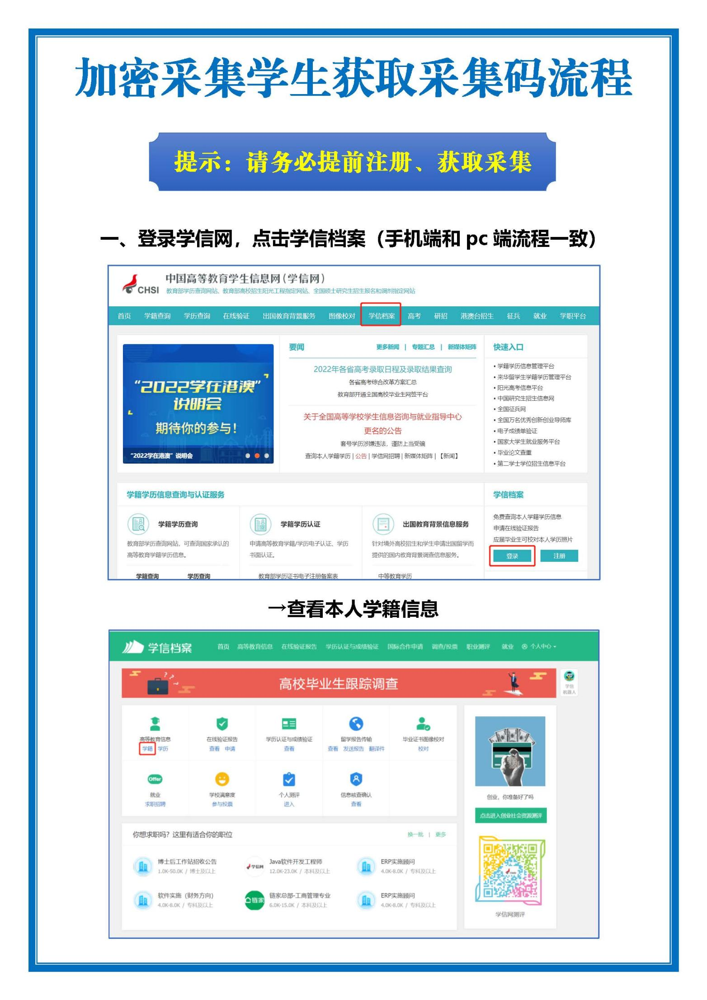 加密采集学生获取采集码流程
提示：请务必提前注册、获取采集
一、登录学信网，点击学信档案（手机端和 pc 端流程一致）
CHSI
中国高等教育学生信息网（学信网）
教育部学历查询网站、教育部高校招生阳光工程指定网站、全国硕士研究生招生报名和调剂指定网站
首页 学籍查询 学历查询 在线验证 出国教育背景服务 图像校对 学信档案 高考 研招 港澳台招生 征兵 就业 学职平台
“2022学在港澳”
说明会
期待你的参与！
“2022学在港澳” 说明会
要闻
更多新闻 | 专题汇总 | 新媒体矩阵
2022年各省高考录取日程及录取结果查询
各省高考综合改革方案汇总
教育部开通全国高校毕业生网签平台
关于全国高等学校学生信息咨询与就业指导中心
更名的公告
套号学历涉嫌违法，谨防上当受骗
查询本人学籍学历 | 公告 | 学信网招聘 | 新媒体矩阵 | 【新闻】
快速入口
• 学籍学历信息管理平台
• 来华留学生学籍学历管理平台
• 阳光高考信息平台
• 中国研究生招生信息网
• 全国征兵网
• 全国万名优秀创新创业导师库
• 电子成绩单验证
• 国家大学生就业服务平台
• 毕业论文查重
• 第二学士学位招生信息平台
学籍学历信息查询与认证服务
学籍学历查询
教育部学历查询网站，可查询国家承认的
高等教育学籍学历信息。
学籍查询 学历查询
学籍学历认证
申请高等教育学籍/学历电子认证、学历
书面认证。
教育部学历证书电子注册备案表
出国教育背景信息服务
针对境外高校招生和学生申请出国留学而
提供的国内教育背景调查信息服务。
中等教育学历
学信档案
免费查询本人学籍学历信息
申请在线验证报告
应届毕业生可校对本人学历照片
登录 注册
→查看本人学籍信息
学信档案
首页 高等教育信息 在线验证报告 学历认证与成绩验证 国际合作申请 调查/投票 职业测评 就业 个人中心
???
高校毕业生跟踪调查
学信
机器人
高等教育信息
学籍 学历
在线验证报告
查看 申请
学历认证与成绩验证
查看
留学报告传输
查看 发送报告 翻译件
毕业证书图像校对
校对
Offer
就业
求职招聘
学校满意度
参与投票
个人测评
进入
信息核查确认
查看
创业，你准备好了吗
点击进入创业社会资源测评
你想求职吗？这里有适合你的职位
换一批 | 更多
博士后工作站招收公告
1.0K-50.0K / 博士及以上
学信网
Java软件开发工程师
12.0K-23.0K / 本科及以上
ERP实施顾问
4.0K-8.0K / 专科及以上
软件实施（财务方向）
4.0K-8.0K / 专科及以上
链家
链家总部-工商管理专业
6.0K-15.0K / 本科及以上
ERP实施顾问
4.0K-8.0K / 专科及以上
CHSI
学信网测评